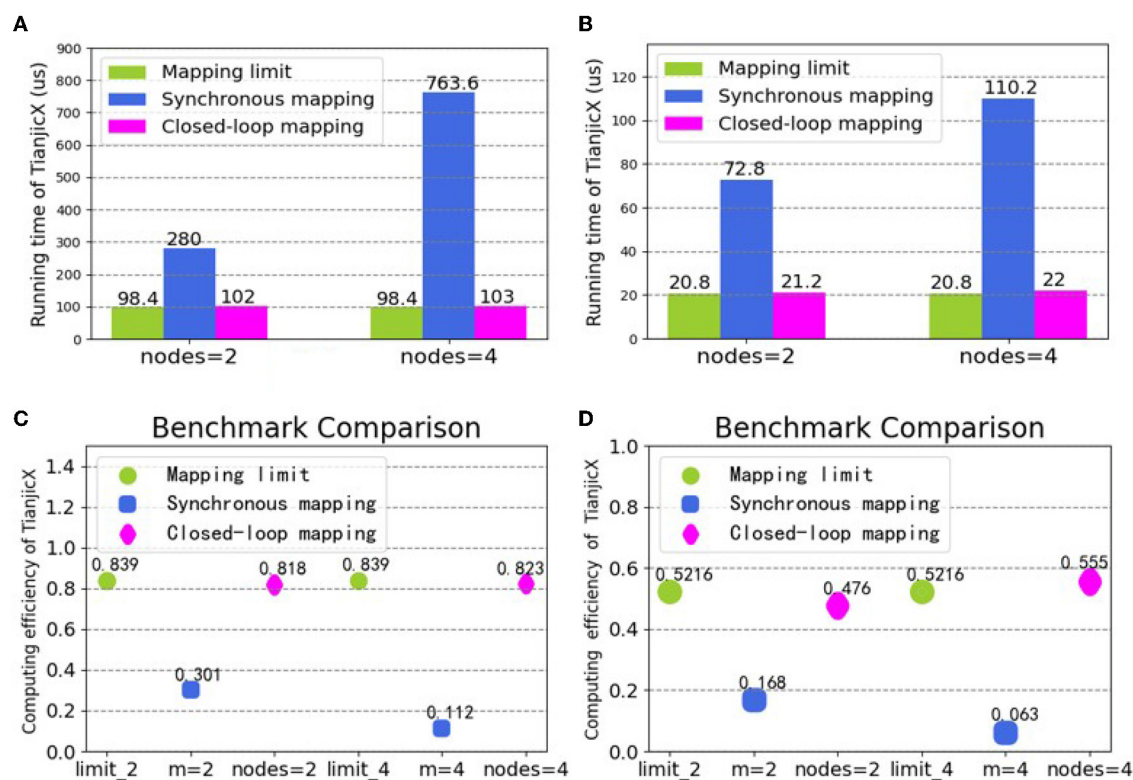 A
Running time of TianjicX (us)
900
800
700
600
500
400
300
200
100
0
Mapping limit
Synchronous mapping
Closed-loop mapping
98.4
280
102
98.4
763.6
103
nodes=2
nodes=4
B
Running time of TianjicX (us)
120
100
80
60
40
20
0
Mapping limit
Synchronous mapping
Closed-loop mapping
20.8
72.8
21.2
20.8
110.2
22
nodes=2
nodes=4
C
Benchmark Comparison
Computing efficiency of TianjicX
1.4
1.2
1.0
0.8
0.6
0.4
0.2
0.0
Mapping limit
Synchronous mapping
Closed-loop mapping
0.839
0.301
0.818
0.839
0.112
0.823
limit_2
m=2
nodes=2
limit_4
m=4
nodes=4
D
Benchmark Comparison
Computing efficiency of TianjicX
1.0
0.8
0.6
0.4
0.2
0.0
Mapping limit
Synchronous mapping
Closed-loop mapping
0.5216
0.168
0.476
0.5216
0.063
0.555
limit_2
m=2
nodes=2
limit_4
m=4
nodes=4